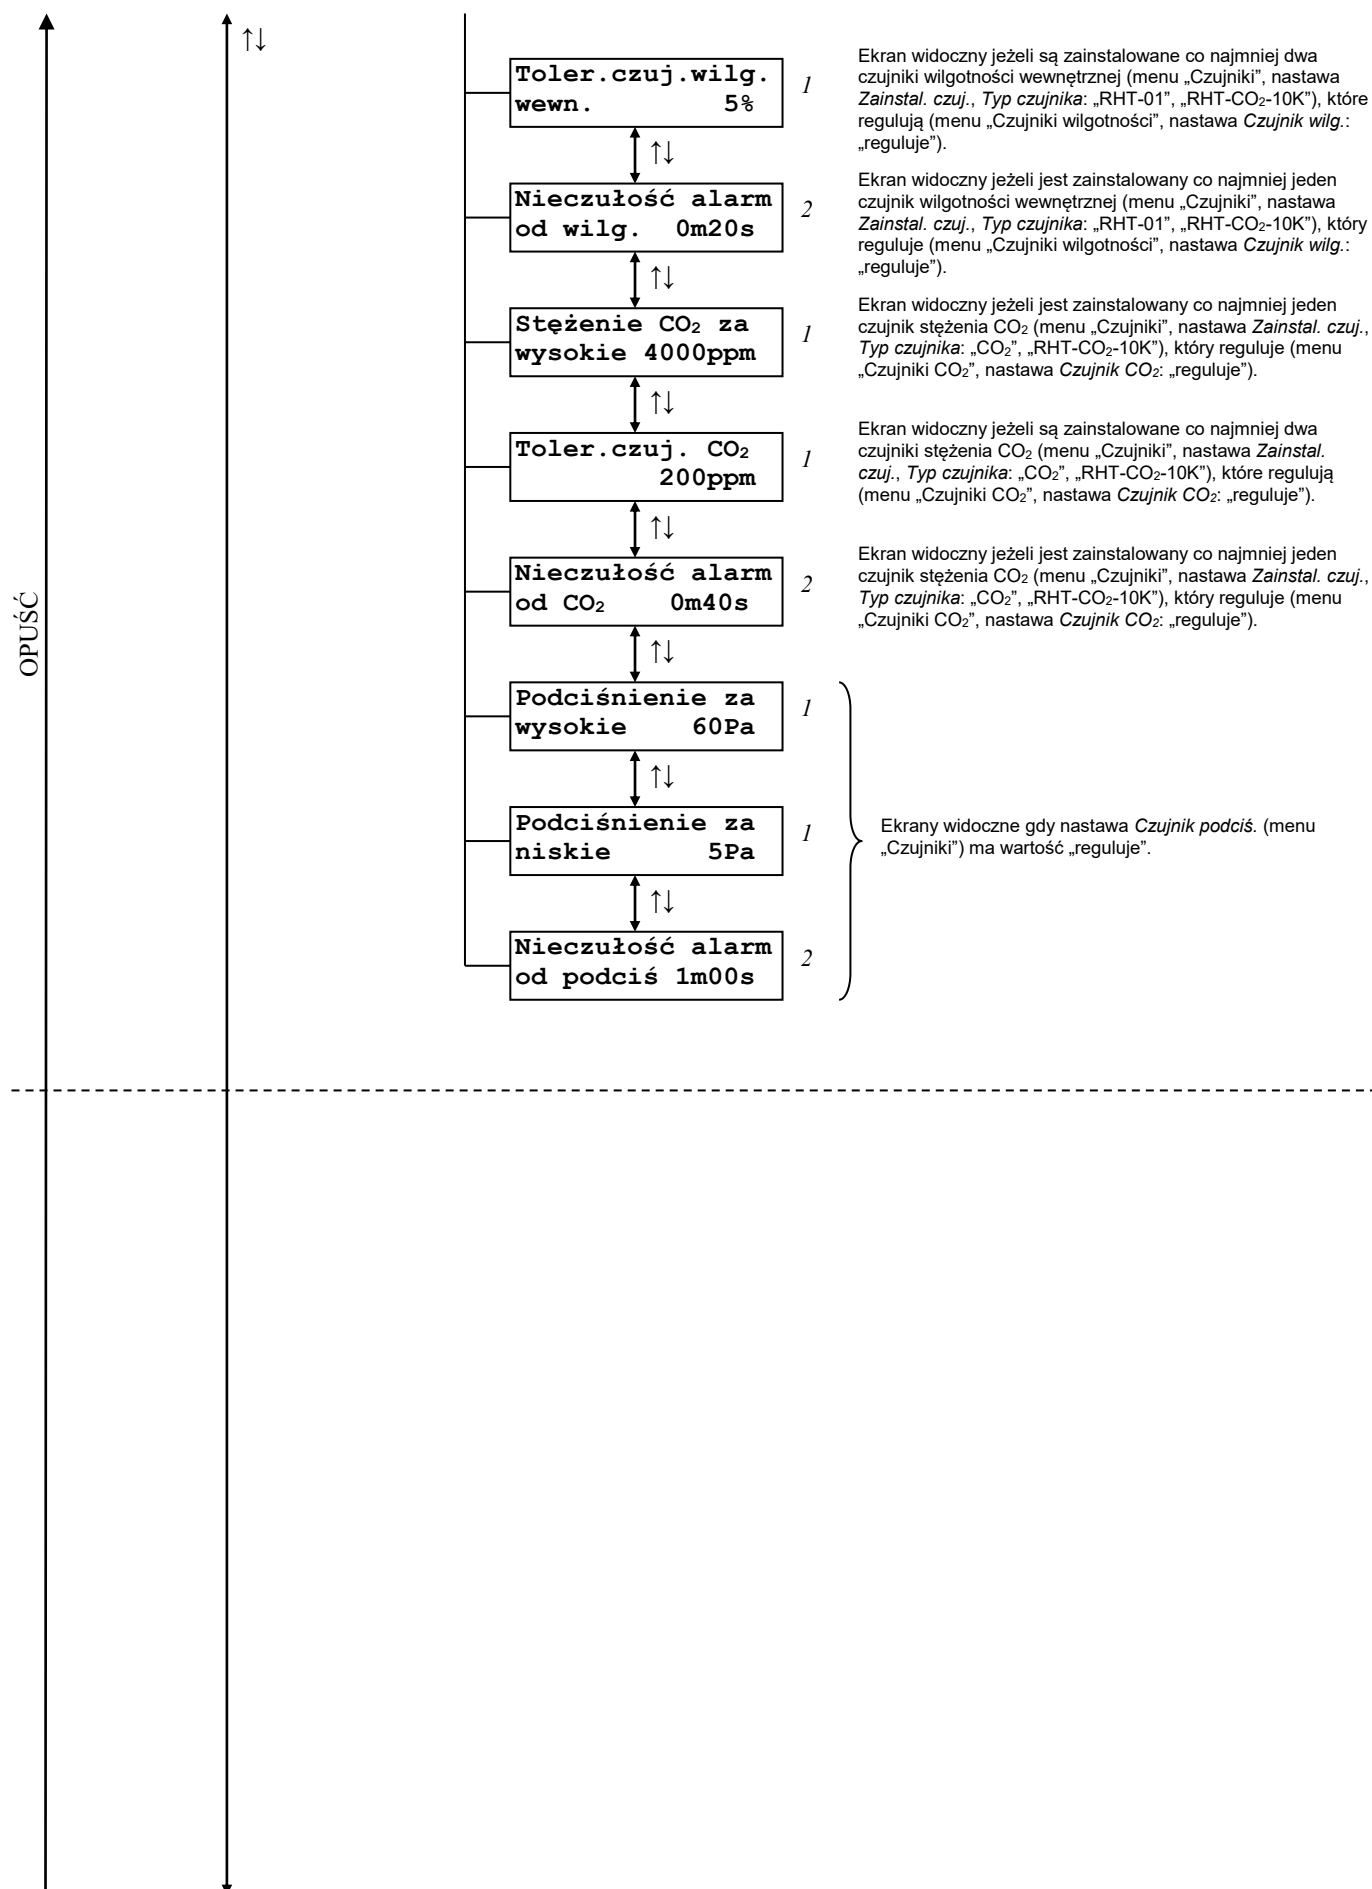 ↑↓
Toler.czuj.wilg.
wewn. 5%
1
Ekran widoczny jeżeli są zainstalowane co najmniej dwa
czujniki wilgotności wewnętrznej (menu „Czujniki”, nastawa
Zainstal. czuj., Typ czujnika: „RHT-01”, „RHT-CO₂-10K”), które
regulują (menu „Czujniki wilgotności”, nastawa Czujnik wilg.:
„reguluje”).
↑↓
Nieczułość alarm
od wilg. 0m20s
2
Ekran widoczny jeżeli jest zainstalowany co najmniej jeden
czujnik wilgotności wewnętrznej (menu „Czujniki”, nastawa
Zainstal. czuj., Typ czujnika: „RHT-01”, „RHT-CO₂-10K”), który
reguluje (menu „Czujniki wilgotności”, nastawa Czujnik wilg.:
„reguluje”).
↑↓
Stężenie CO₂ za
wysokie 4000ppm
1
Ekran widoczny jeżeli jest zainstalowany co najmniej jeden
czujnik stężenia CO₂ (menu „Czujniki”, nastawa Zainstal. czuj.,
Typ czujnika: „CO₂”, „RHT-CO₂-10K”), który reguluje (menu
„Czujniki CO₂”, nastawa Czujnik CO₂: „reguluje”).
↑↓
Toler.czuj. CO₂
200ppm
1
Ekran widoczny jeżeli są zainstalowane co najmniej dwa
czujniki stężenia CO₂ (menu „Czujniki”, nastawa Zainstal.
czuj., Typ czujnika: „CO₂”, „RHT-CO₂-10K”), które regulują
(menu „Czujniki CO₂”, nastawa Czujnik CO₂: „reguluje”).
↑↓
Nieczułość alarm
od CO₂ 0m40s
2
Ekran widoczny jeżeli jest zainstalowany co najmniej jeden
czujnik stężenia CO₂ (menu „Czujniki”, nastawa Zainstal. czuj.,
Typ czujnika: „CO₂”, „RHT-CO₂-10K”), który reguluje (menu
„Czujniki CO₂”, nastawa Czujnik CO₂: „reguluje”).
OPUŚĆ
↑↓
Podciśnienie za
wysokie 60Pa
1
↑↓
Podciśnienie za
niskie 5Pa
1
Ekrany widoczne gdy nastawa Czujnik podciś. (menu
„Czujniki”) ma wartość „reguluje”.
↑↓
Nieczułość alarm
od podciś 1m00s
2